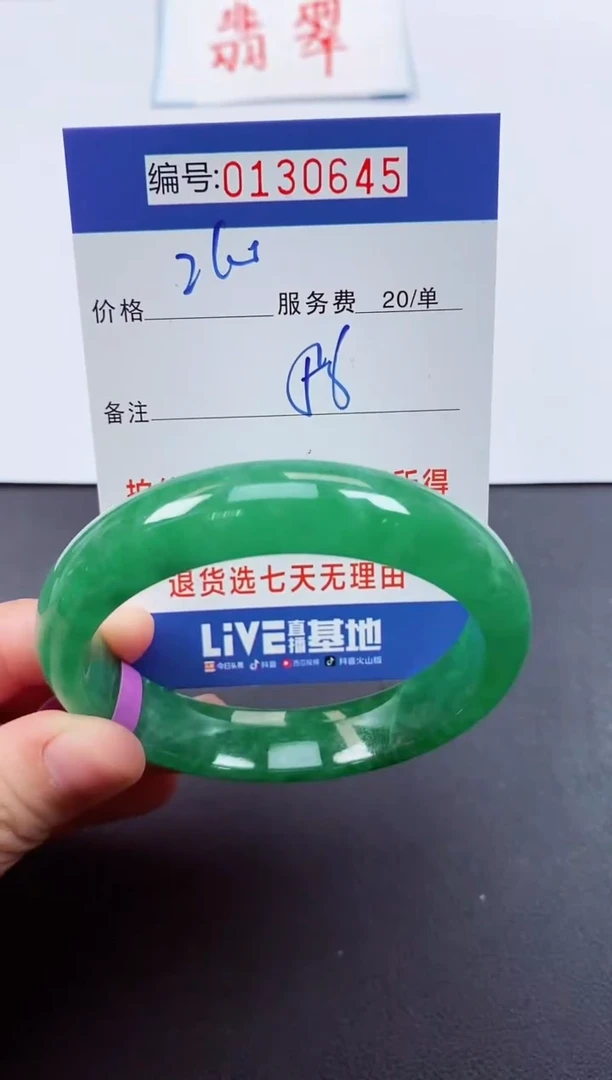 翡翠
编号:0130645
价格 服务费 20/单
备注
所得
退货选七天无理由
LiVE直播基地
今日头条 抖音 西瓜视频 抖音火山版